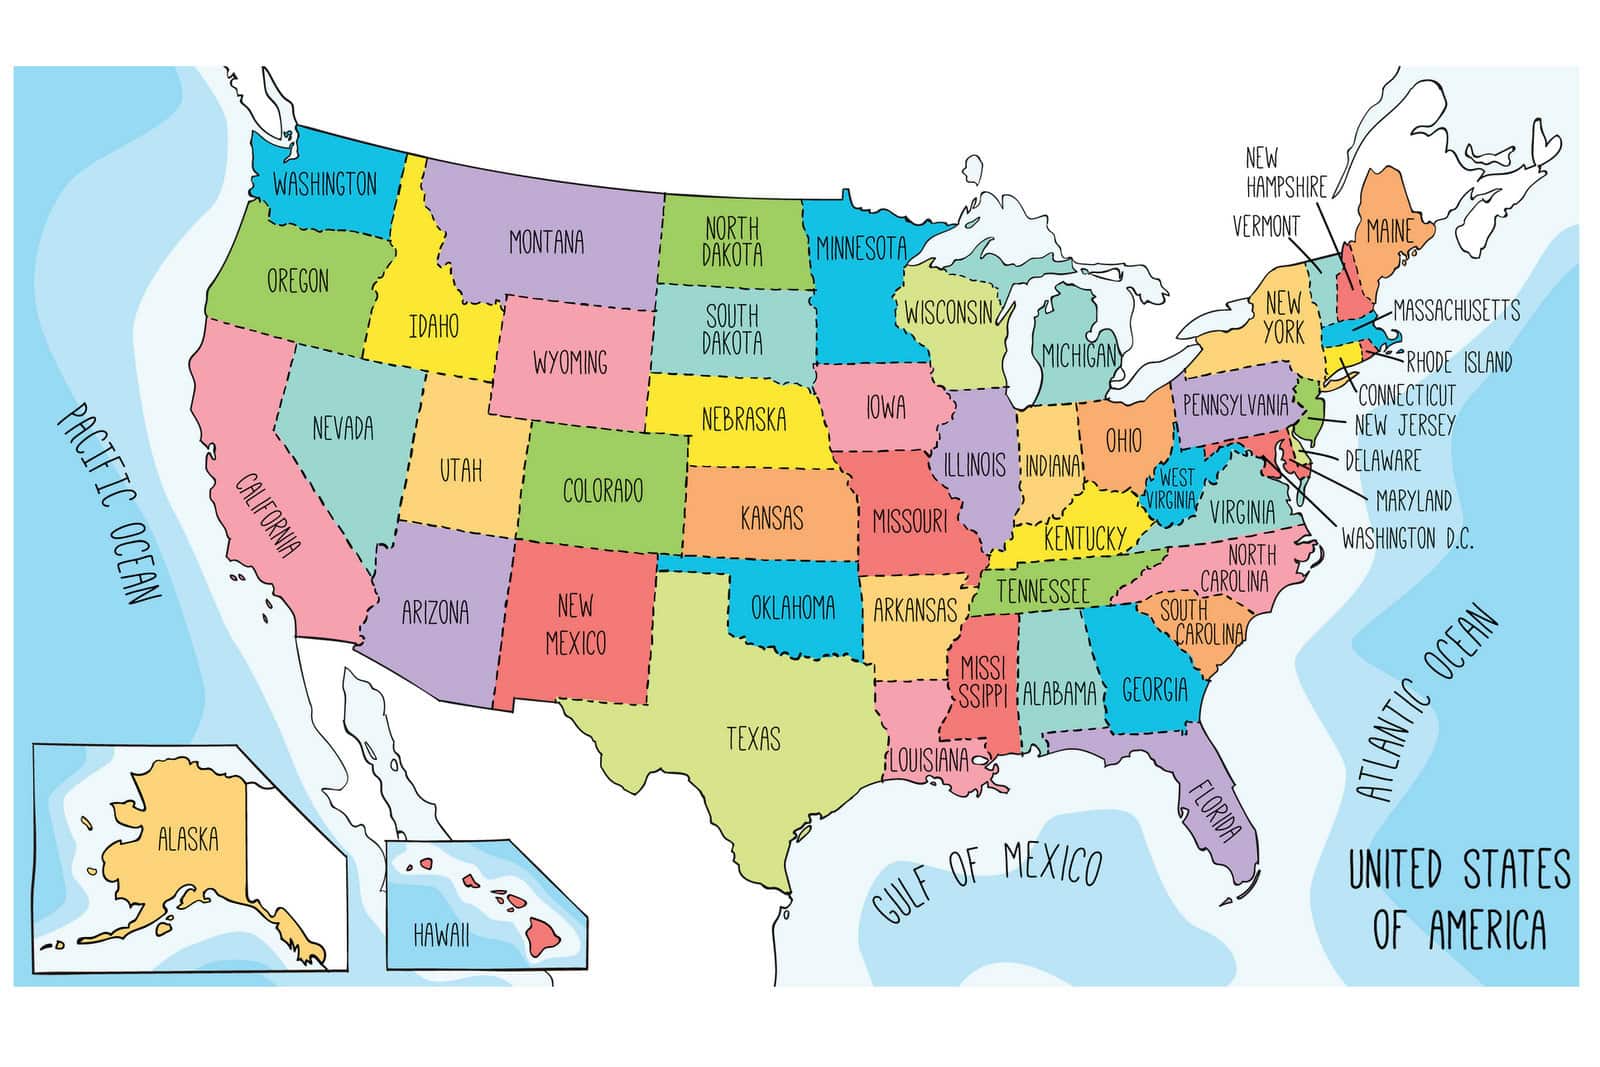 NEW
HAMPSHIRE
VERMONT
MAINE
WASHINGTON
MONTANA
NORTH
DAKOTA
MINNESOTA
OREGON
IDAHO
WYOMING
SOUTH
DAKOTA
WISCONSIN
MICHIGAN
NEW
YORK
MASSACHUSETTS
RHODE ISLAND
CONNECTICUT
NEW JERSEY
DELAWARE
MARYLAND
WASHINGTON D.C.
PENNSYLVANIA
IOWA
NEBRASKA
NEVADA
UTAH
COLORADO
KANSAS
MISSOURI
ILLINOIS
INDIANA
OHIO
WEST
VIRGINIA
VIRGINIA
KENTUCKY
CALIFORNIA
PACIFIC OCEAN
ARIZONA
NEW
MEXICO
OKLAHOMA
ARKANSAS
TENNESSEE
NORTH
CAROLINA
SOUTH
CAROLINA
MISSI
SSIPPI
ALABAMA
GEORGIA
TEXAS
LOUISIANA
FLORIDA
ATLANTIC OCEAN
GULF OF MEXICO
ALASKA
HAWAII
UNITED STATES
OF AMERICA